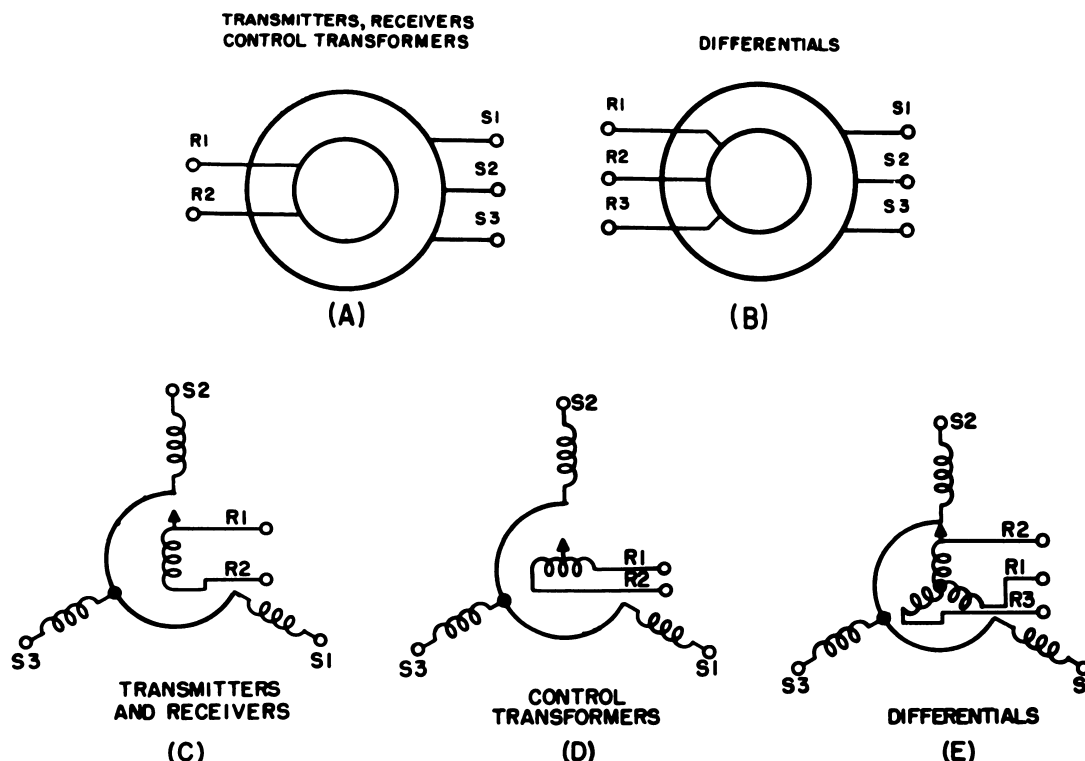 TRANSMITTERS, RECEIVERS
CONTROL TRANSFORMERS
DIFFERENTIALS
R1
R2
S1
S2
S3
R1
R2
R3
S1
S2
S3
(A)
(B)
S2
R1
R2
S3
S1
TRANSMITTERS
AND RECEIVERS
(C)
S2
R1
R2
S3
S1
CONTROL
TRANSFORMERS
(D)
S2
R2
R1
R3
S3
S
DIFFERENTIALS
(E)